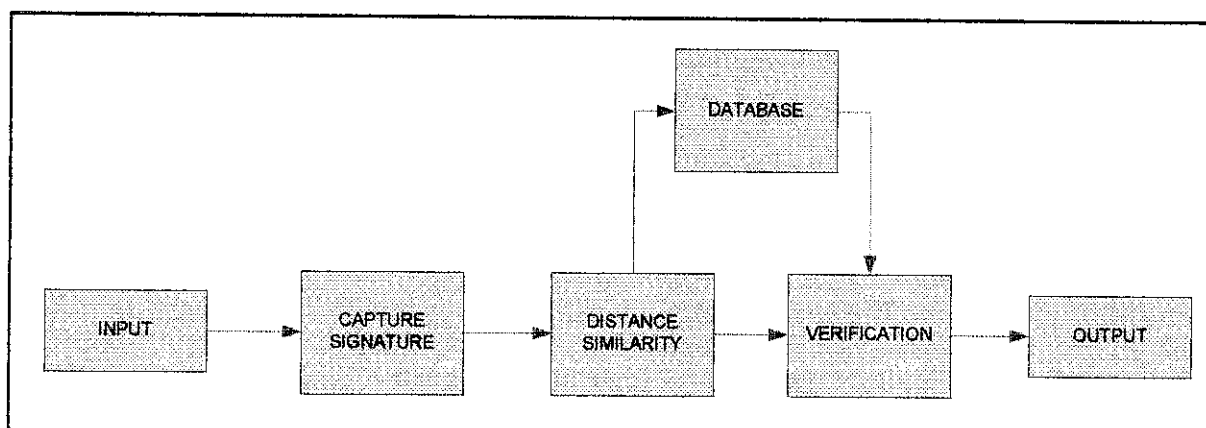 DATABASE
INPUT
CAPTURE
SIGNATURE
DISTANCE
SIMILARITY
VERIFICATION
OUTPUT